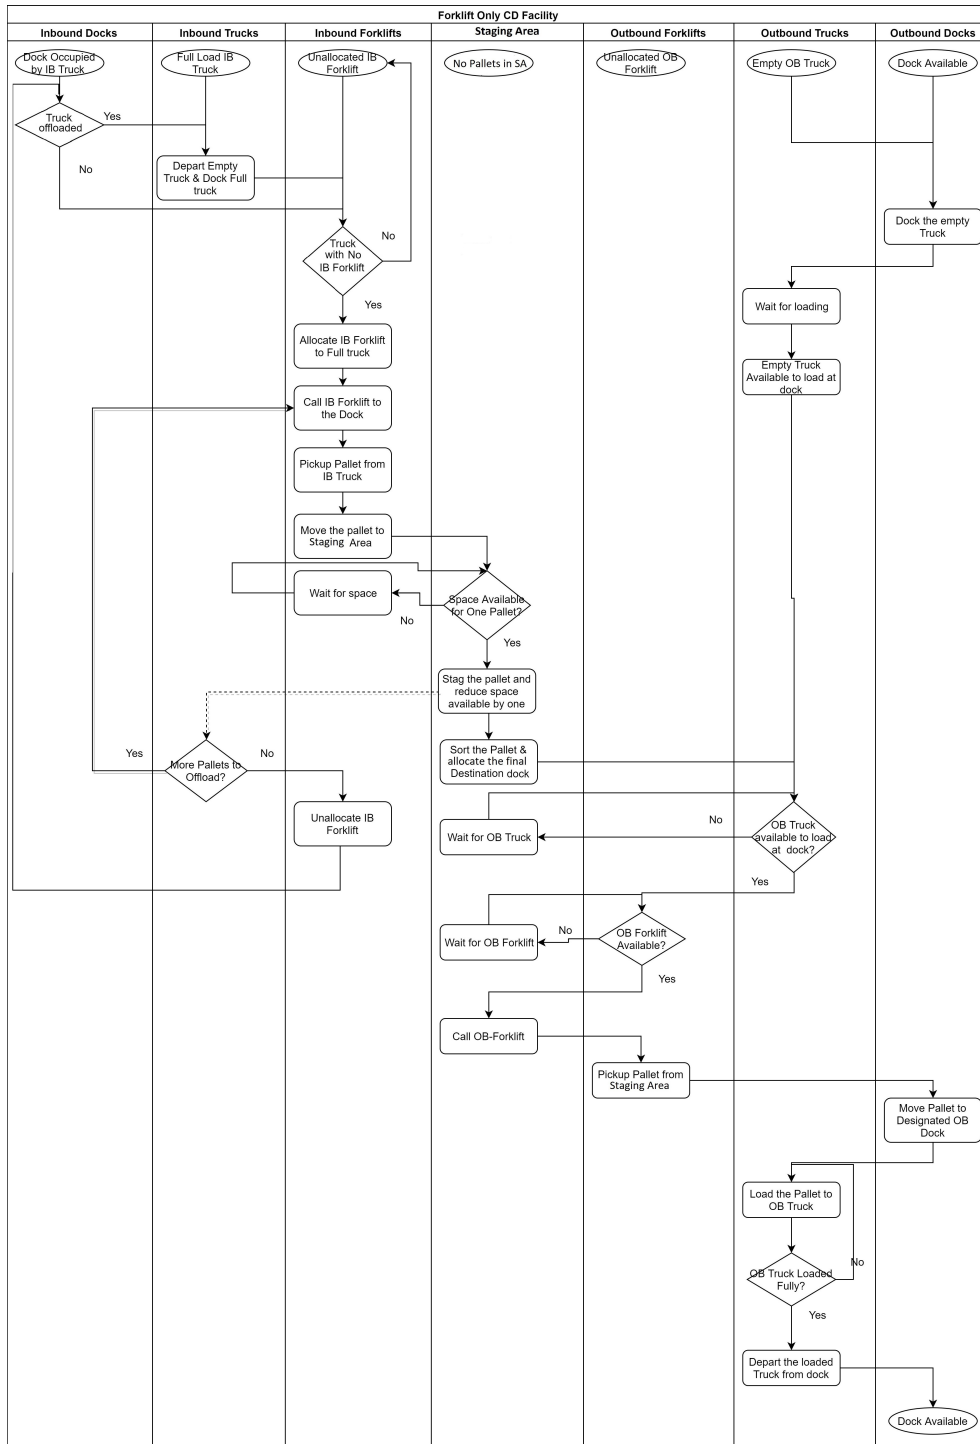 Forklift Only CD Facility
Inbound Docks
Inbound Trucks
Inbound Forklifts
Staging Area
Outbound Forklifts
Outbound Trucks
Outbound Docks
Dock Occupied
by IB Truck
Full Load IB
Truck
Unallocated IB
Forklift
No Pallets in SA
Unallocated OB
Forklift
Empty OB Truck
Dock Available
Truck
offloaded
Yes
No
Depart Empty
Truck & Dock Full
truck
Dock the empty
Truck
No
Truck
with No
IB Forklift
Yes
Wait for loading
Allocate IB Forklift
to Full truck
Empty Truck
Available to load at
dock
Call IB Forklift to
the Dock
Pickup Pallet from
IB Truck
Move the pallet to
Staging Area
Wait for space
Space Available
for One Pallet?
No
Yes
Stag the pallet and
reduce space
available by one
Sort the Pallet &
allocate the final
Destination dock
Yes
More Pallets to
Offload?
No
Unallocate IB
Forklift
Wait for OB Truck
No
OB Truck
available to load
at dock?
Yes
Wait for OB Forklift
No
OB Forklift
Available?
Yes
Call OB-Forklift
Pickup Pallet from
Staging Area
Move Pallet to
Designated OB
Dock
Load the Pallet to
OB Truck
OB Truck Loaded
Fully?
No
Yes
Depart the loaded
Truck from dock
Dock Available